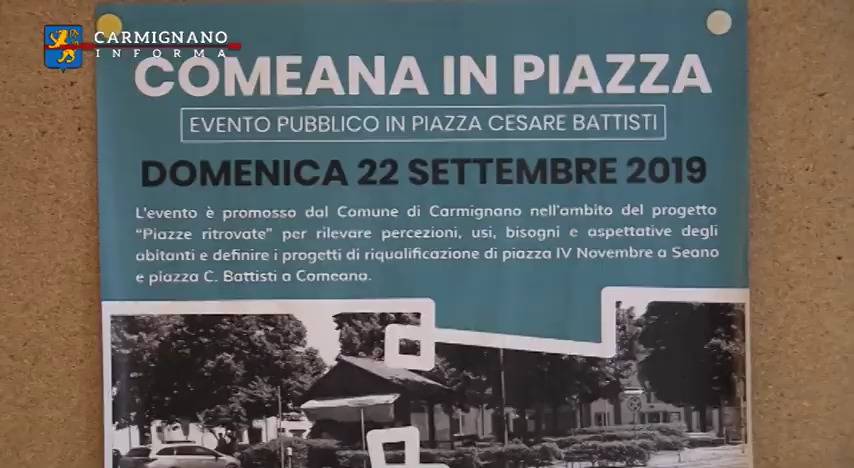 CARMIGNANO
INFORMA
COMEANA IN PIAZZA
EVENTO PUBBLICO IN PIAZZA CESARE BATTISTI
DOMENICA 22 SETTEMBRE 2019
L'evento è promosso dal Comune di Carmignano nell'ambito del progetto
"Piazze ritrovate" per rilevare percezioni, usi, bisogni e aspettative degli
abitanti e definire i progetti di riqualificazione di piazza IV Novembre a Seano
e piazza C. Battisti a Comeana.